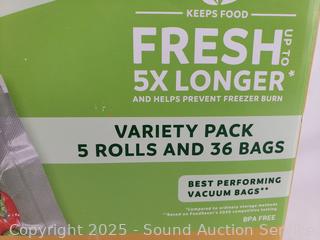 KEEPS FOOD
FRESH UP TO
5X LONGER*
AND HELPS PREVENT FREEZER BURN
VARIETY PACK
5 ROLLS AND 36 BAGS
BEST PERFORMING
VACUUM BAGS**
*Compared to ordinary storage methods
**Based on FoodSaver's 2020 competitive testing.
BPA FREE
Copyright 2025 - Sound Auction Service